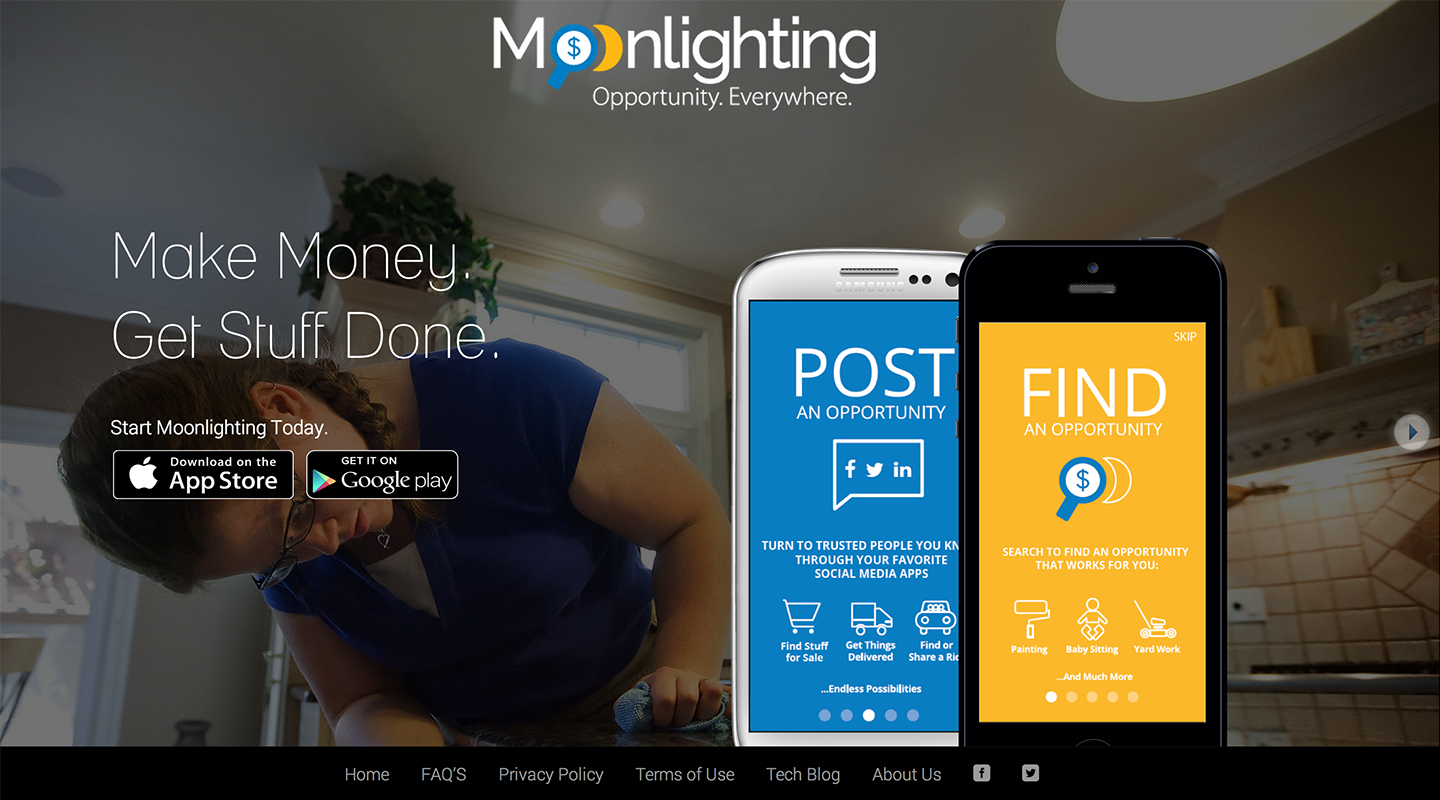 Moonlighting
Opportunity. Everywhere.
Make Money.
Get Stuff Done.
Start Moonlighting Today.
Download on the
App Store
GET IT ON
Google play
SAMSUNG
POST
AN OPPORTUNITY
f in
TURN TO TRUSTED PEOPLE YOU KN
THROUGH YOUR FAVORITE
SOCIAL MEDIA APPS
Find Stuff
for Sale
Get Things
Delivered
Find or
Share a Rid
...Endless Possibilities
SKIP
FIND
AN OPPORTUNITY
$
SEARCH TO FIND AN OPPORTUNITY
THAT WORKS FOR YOU:
Painting
Baby Sitting
Yard Work
...And Much More
Home FAQ'S Privacy Policy Terms of Use Tech Blog About Us f